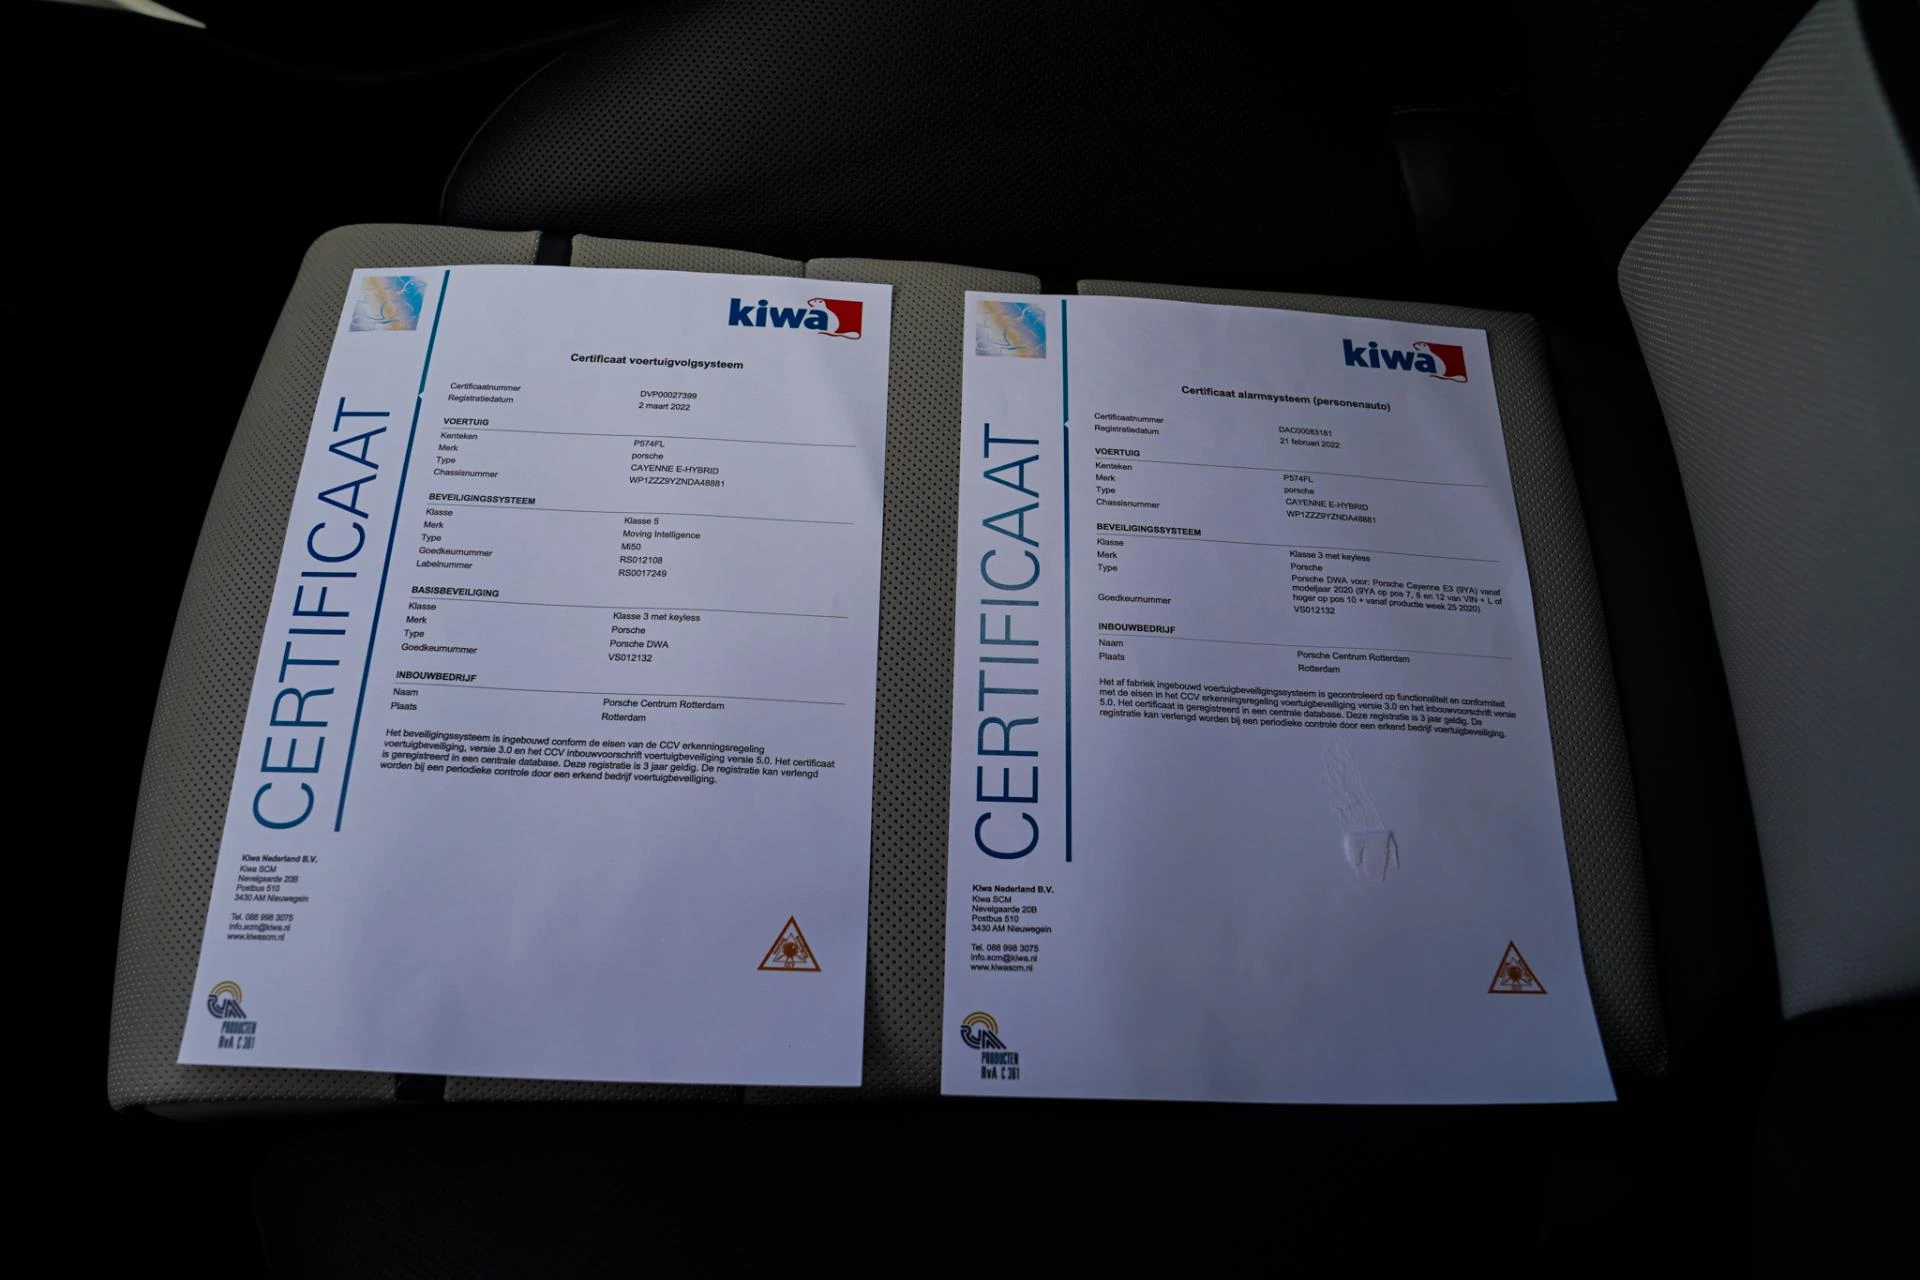 kiwa
CERTIFICAAT
Certificaat voertuigvolgsysteem
Certificaatnummer DVP00027399
Registratiedatum 2 maart 2022
VOERTUIG
Kenteken P574FL
Merk porsche
Type CAYENNE E-HYBRID
Chassisnummer WP1ZZZ9YZNDA48881
BEVEILIGINGSSYSTEEM
Klasse Klasse 5
Merk Moving Intelligence
Type Mi50
Goedkeurnummer RS012108
Labelnummer RS0017249
BASISBEVEILIGING
Klasse Klasse 3 met keyless
Merk Porsche
Type Porsche DWA
Goedkeurnummer VS012132
INBOUWBEDRIJF
Naam Porsche Centrum Rotterdam
Plaats Rotterdam
Het beveiligingssysteem is ingebouwd conform de eisen van de CCV erkenningsregeling
voertuigbeveiliging, versie 3.0 en het CCV inbouwvoorschrift voertuigbeveiliging versie 5.0. Het certificaat
is geregistreerd in een centrale database. Deze registratie is 3 jaar geldig. De registratie kan verlengd
worden bij een periodieke controle door een erkend bedrijf voertuigbeveiliging.
Kiwa Nederland B.V.
Kiwa SCM
Nevelgaarde 20B
Postbus 510
3430 AM Nieuwegein
Tel. 088 998 3075
info.scm@kiwa.nl
www.kiwascm.nl
PRODUCTEN
RvA C 361
kiwa
CERTIFICAAT
Certificaat alarmsysteem (personenauto)
Certificaatnummer DAC00083181
Registratiedatum 21 februari 2022
VOERTUIG
Kenteken P574FL
Merk porsche
Type CAYENNE E-HYBRID
Chassisnummer WP1ZZZ9YZNDA48881
BEVEILIGINGSSYSTEEM
Klasse Klasse 3 met keyless
Merk Porsche
Type Porsche DWA voor: Porsche Cayenne E3 (9YA) vanaf
modeljaar 2020 (9YA op pos 7, 8 en 12 van VIN + L of
hoger op pos 10 + vanaf productie week 25 2020)
Goedkeurnummer VS012132
INBOUWBEDRIJF
Naam Porsche Centrum Rotterdam
Plaats Rotterdam
Het af fabriek ingebouwd voertuigbeveiligingssysteem is gecontroleerd op functionaliteit en conformiteit
met de eisen in het CCV erkenningsregeling voertuigbeveiliging versie 3.0 en het inbouwvoorschrift versie
5.0. Het certificaat is geregistreerd in een centrale database. Deze registratie is 3 jaar geldig. De
registratie kan verlengd worden bij een periodieke controle door een erkend bedrijf voertuigbeveiliging.
Kiwa Nederland B.V.
Kiwa SCM
Nevelgaarde 20B
Postbus 510
3430 AM Nieuwegein
Tel. 088 998 3075
info.scm@kiwa.nl
www.kiwascm.nl
PRODUCTEN
RvA C 361